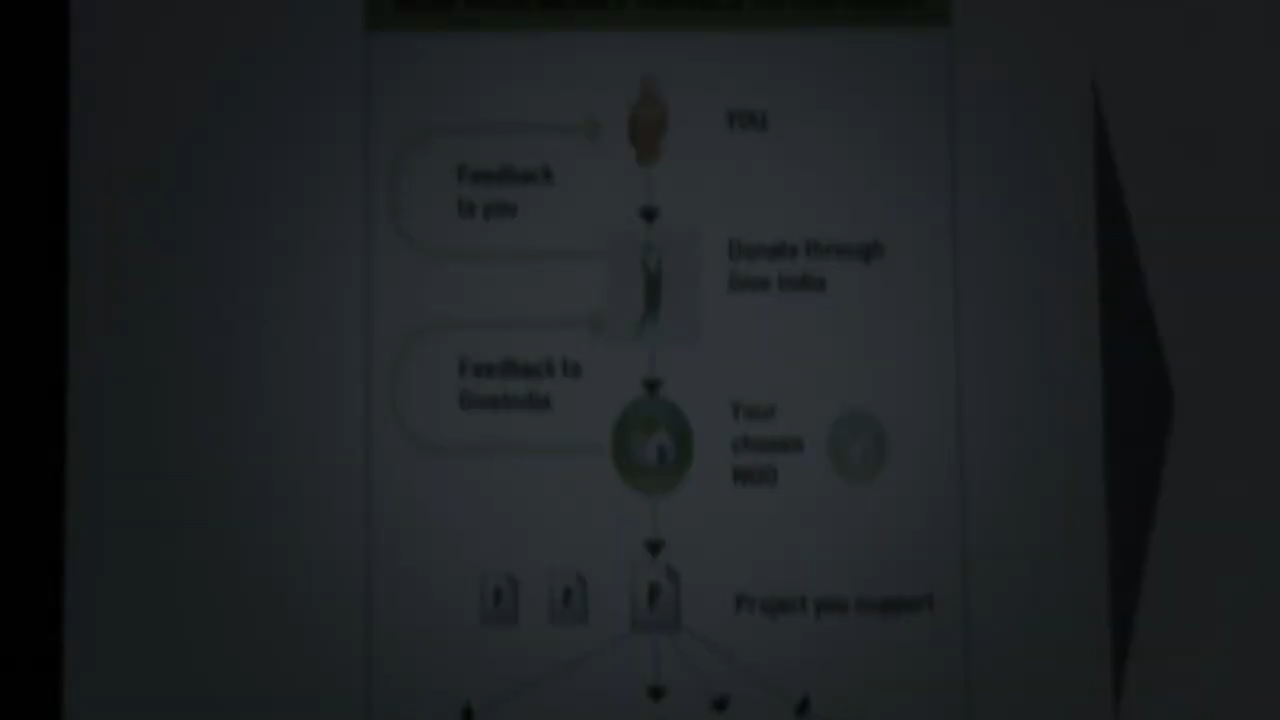 YOU
Feedback
to you
Donate through
Give India
Feedback to
GiveIndia
Your
chosen
NGO
Project you support